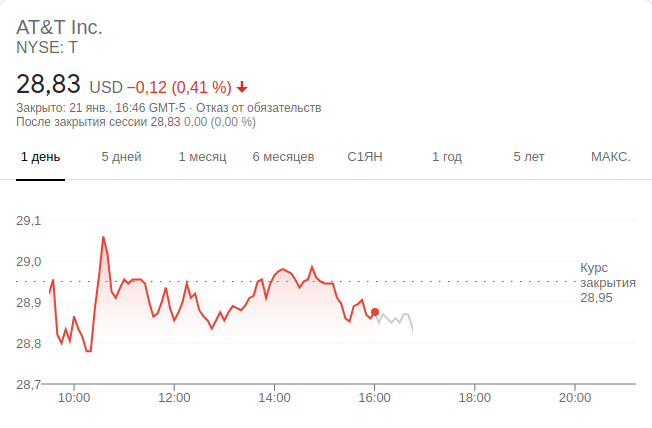 AT&T Inc.
NYSE: T
28,83 USD −0,12 (0,41 %)
Закрыто: 21 янв., 16:46 GMT-5 · Отказ от обязательств
После закрытия сессии 28,83 0,00 (0,00 %)
1 день 5 дней 1 месяц 6 месяцев С1ЯН 1 год 5 лет МАКС.
29,1
29,0
28,9
28,8
28,7
Курс
закрытия
28,95
10:00 12:00 14:00 16:00 18:00 20:00